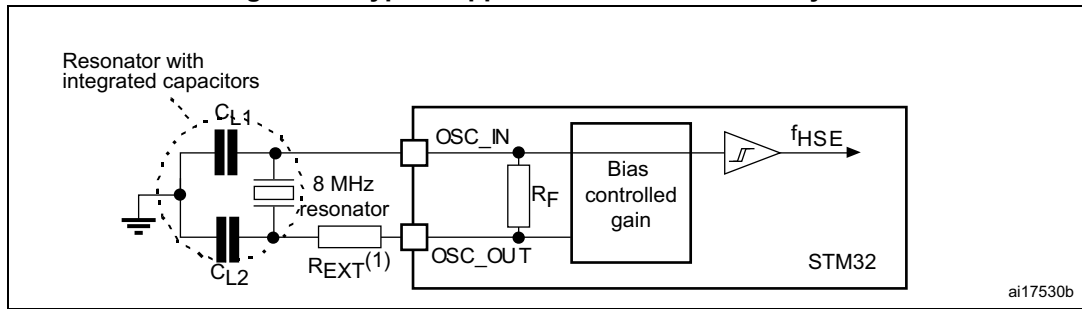 Resonator with
integrated capacitors
CL1
OSC_IN
fHSE
8 MHz
resonator
RF
Bias
controlled
gain
REXT(1)
OSC_OUT
CL2
STM32
ai17530b